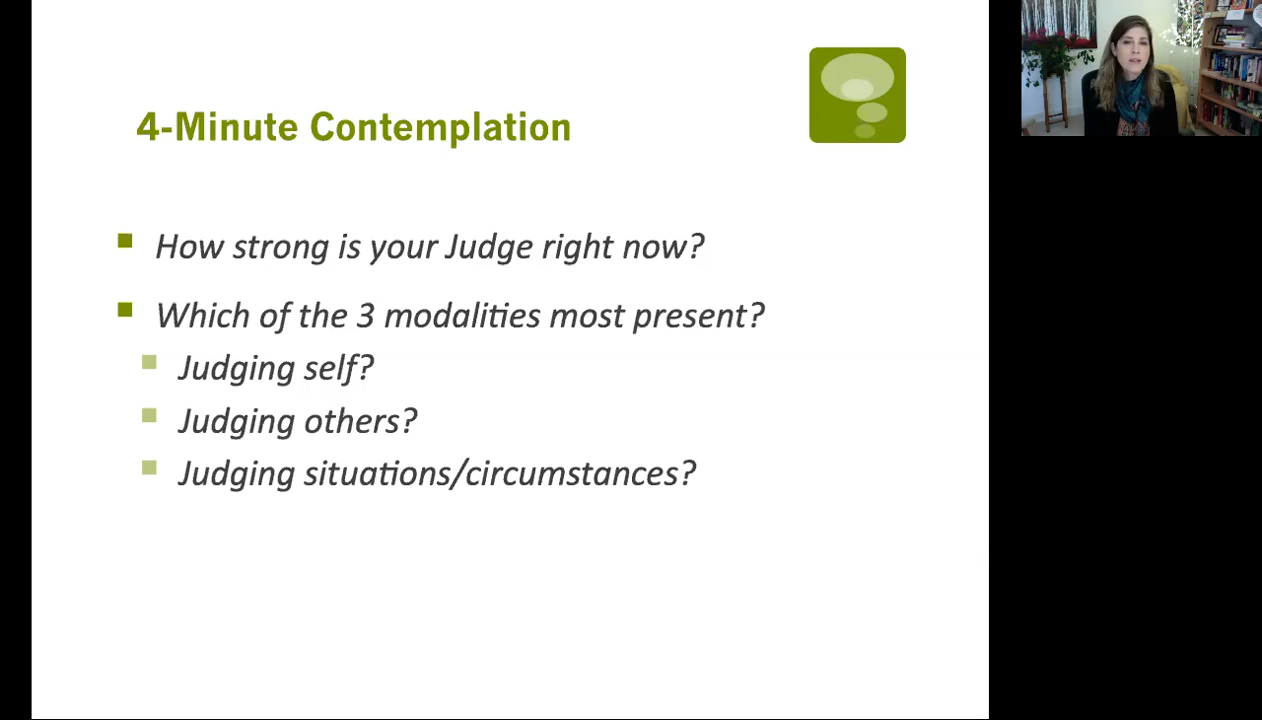 4-Minute Contemplation
How strong is your Judge right now?
Which of the 3 modalities most present?
Judging self?
Judging others?
Judging situations/circumstances?